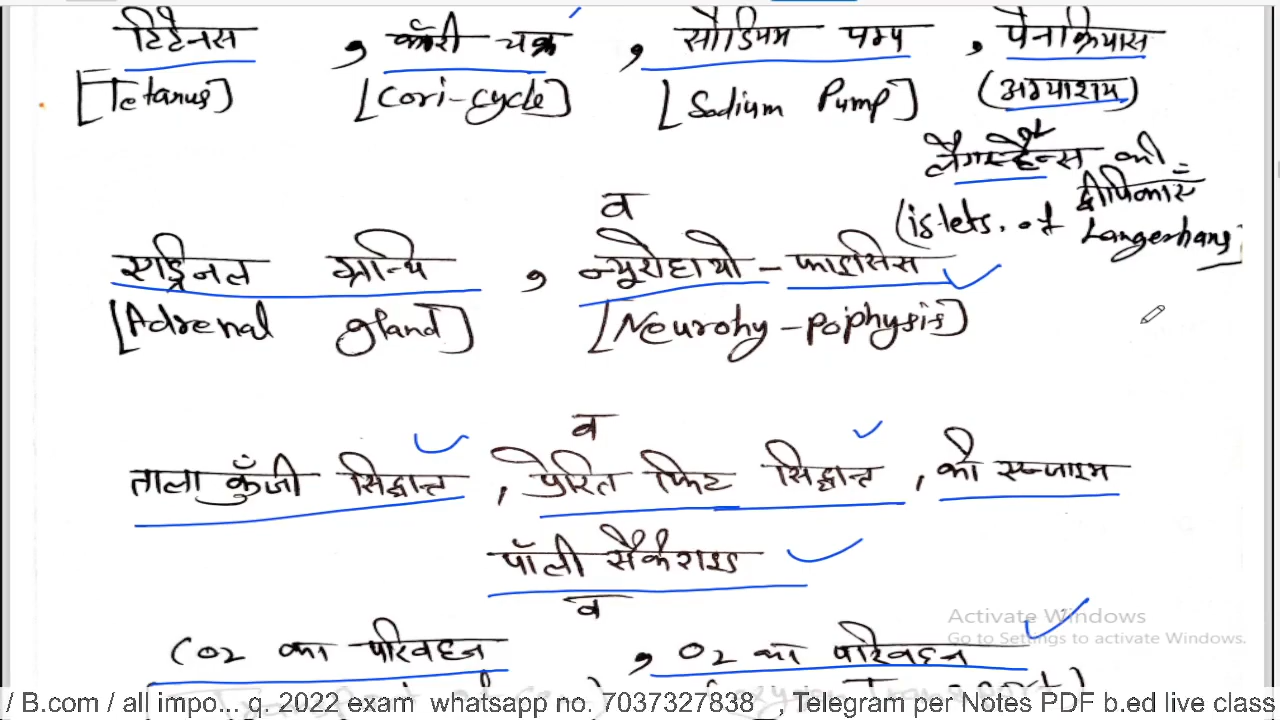 टिटैनस , कॉरी चक्र , सोडियम पम्प , पैनक्रियास
[Tetanus] [Cori-cycle] [Sodium Pump] (अग्नाशय)
लैंगरहैन्स की
द्वीपिकाएं
(islets. of Langerhans)
व
एड्रिनल ग्रन्थि , न्यूरोहायपो-फाइसिस
[Adrenal gland] [Neurohy-pophysis]
व
ताला कुँजी सिद्धान्त , प्रेरित फिट सिद्धान्त , को एन्जाइम
पॉली सैकेराइड
व
CO2 का परिवहन , O2 का परिवहन
Activate Windows
Go to Settings to activate Windows.
/ B.com / all impo... q. 2022 exam whatsapp no. 7037327838 , Telegram per Notes PDF b.ed live class